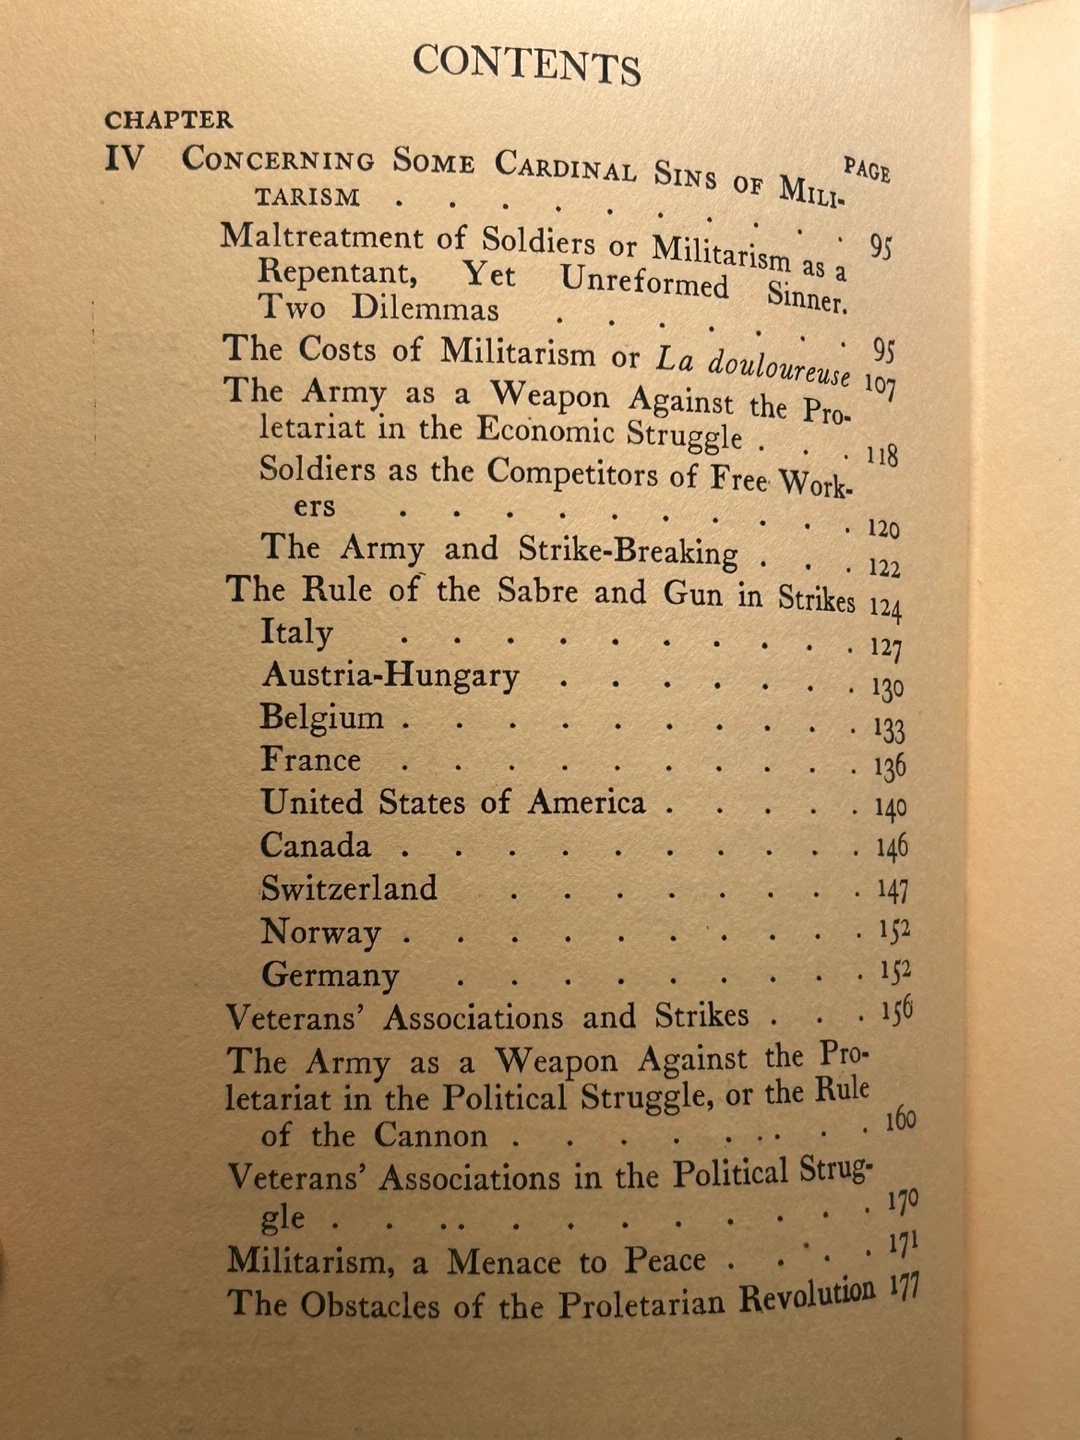 CONTENTS
CHAPTER PAGE
IV CONCERNING SOME CARDINAL SINS OF MILI-
TARISM . . . . . . . . . 95
Maltreatment of Soldiers or Militarism as a
Repentant, Yet Unreformed Sinner.
Two Dilemmas . . . . . . . 95
The Costs of Militarism or La douloureuse 107
The Army as a Weapon Against the Pro-
letariat in the Economic Struggle . . . 118
Soldiers as the Competitors of Free Work-
ers . . . . . . . . . 120
The Army and Strike-Breaking . . . 122
The Rule of the Sabre and Gun in Strikes 124
Italy . . . . . . . . . 127
Austria-Hungary . . . . . . . 130
Belgium . . . . . . . . . 133
France . . . . . . . . . 136
United States of America . . . . . 140
Canada . . . . . . . . . 146
Switzerland . . . . . . . 147
Norway . . . . . . . . . 152
Germany . . . . . . . . 152
Veterans' Associations and Strikes . . . 156
The Army as a Weapon Against the Pro-
letariat in the Political Struggle, or the Rule
of the Cannon . . . . . . . . 160
Veterans' Associations in the Political Strug-
gle . . . . . . . . . . . 170
Militarism, a Menace to Peace . . . . 171
The Obstacles of the Proletarian Revolution 177